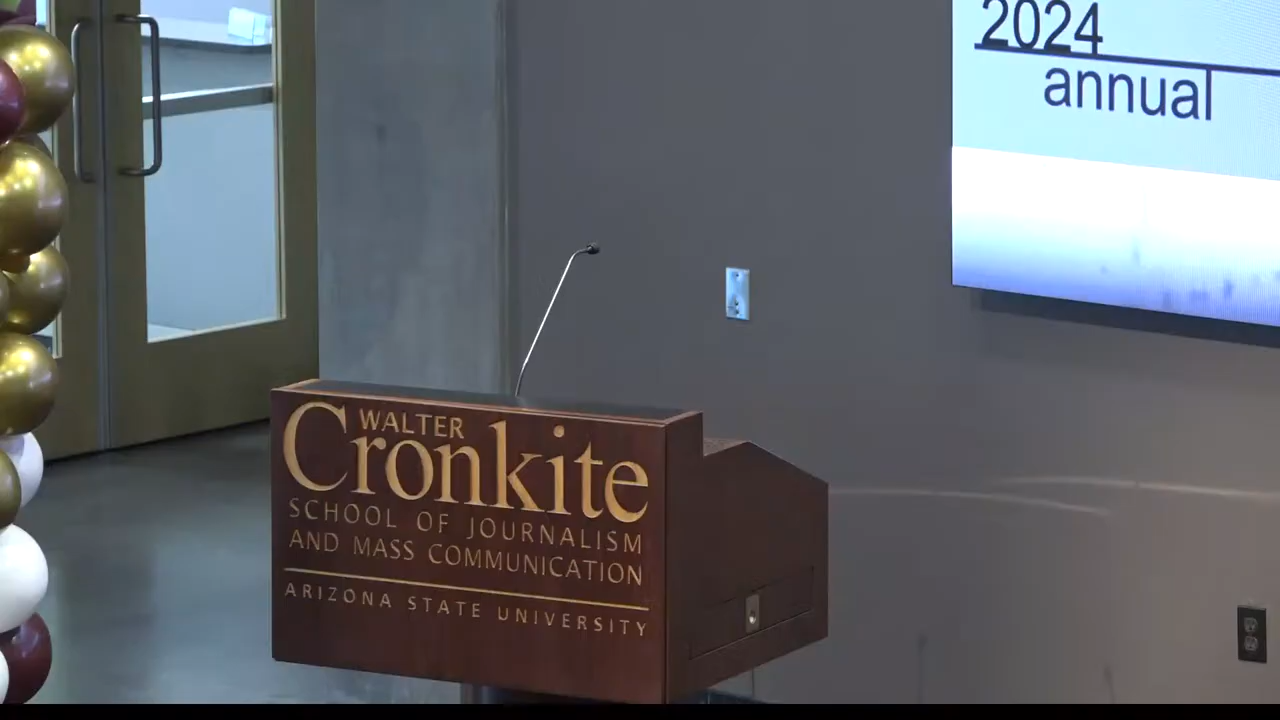 2024
annual
WALTER
Cronkite
SCHOOL OF JOURNALISM
AND MASS COMMUNICATION
ARIZONA STATE UNIVERSITY